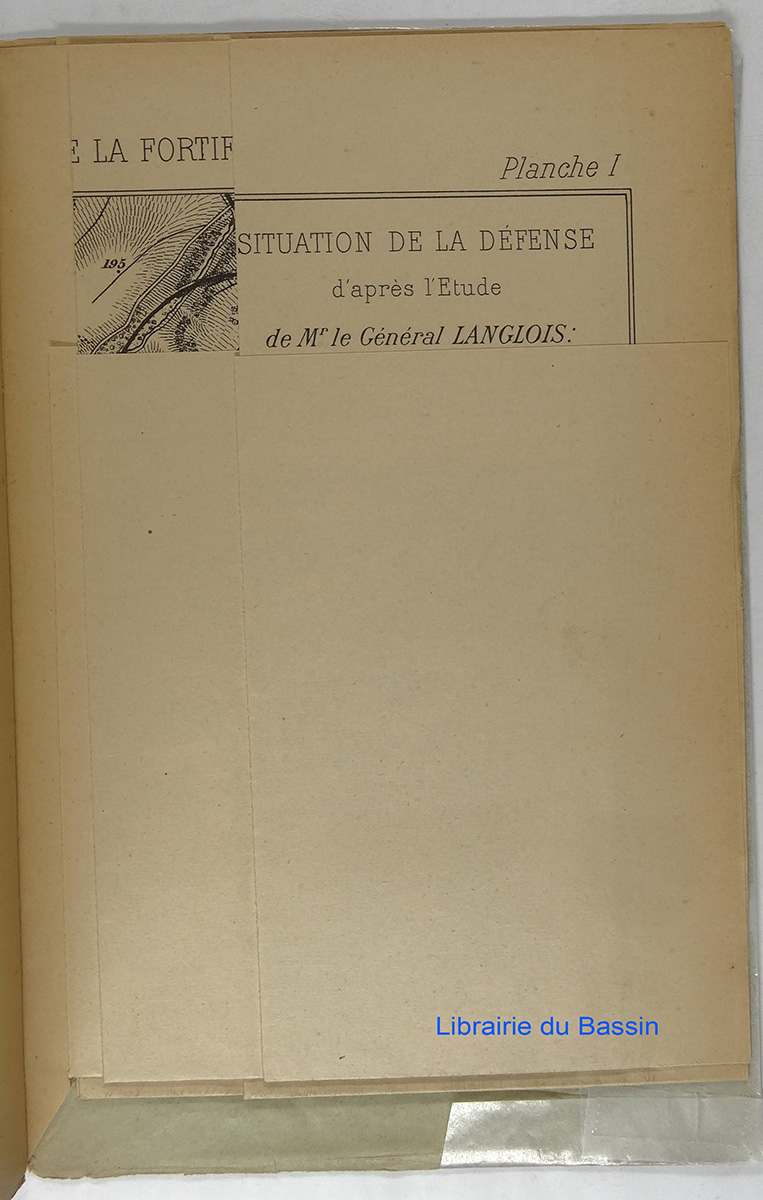 E LA FORTIF
Planche I
195
SITUATION DE LA DÉFENSE
d'après l'Etude
de Mr le Général LANGLOIS:
Librairie du Bassin